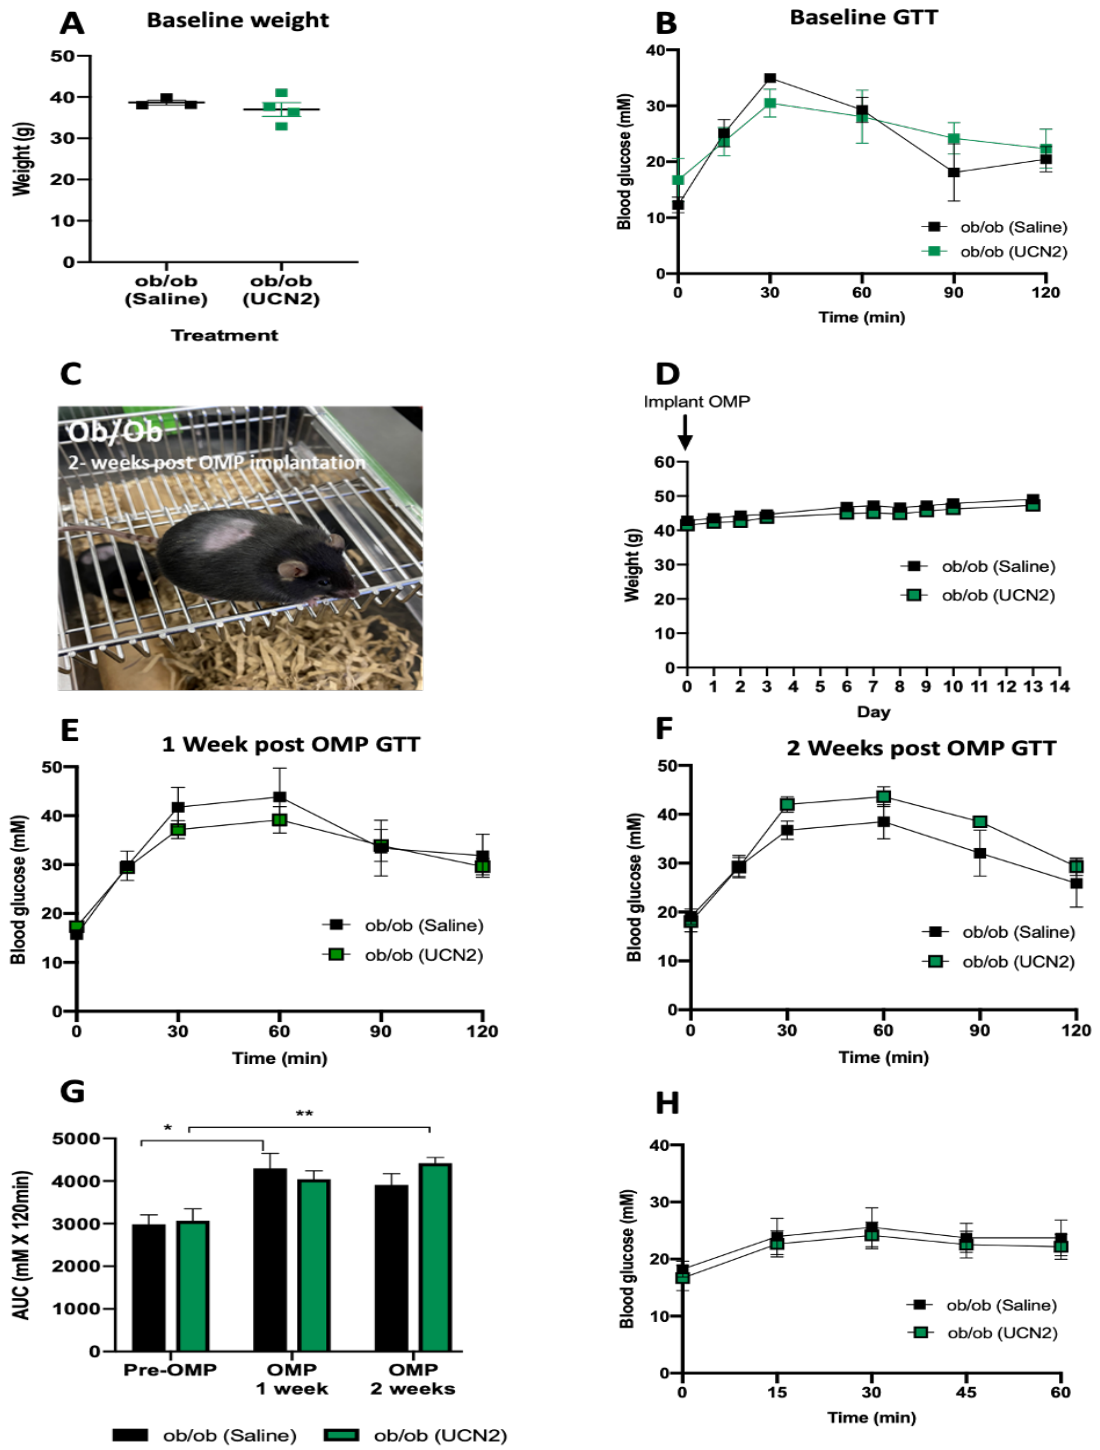 A
Baseline weight
50
40
30
20
10
0
Weight (g)
ob/ob
(Saline)
ob/ob
(UCN2)
Treatment
B
Baseline GTT
40
30
20
10
0
Blood glucose (mM)
ob/ob (Saline)
ob/ob (UCN2)
0 30 60 90 120
Time (min)
C
Ob/Ob
2- weeks post OMP implantation
D
Implant OMP
60
50
40
30
20
10
0
Weight (g)
ob/ob (Saline)
ob/ob (UCN2)
0 1 2 3 4 5 6 7 8 9 10 11 12 13 14
Day
E
1 Week post OMP GTT
50
40
30
20
10
0
Blood glucose (mM)
ob/ob (Saline)
ob/ob (UCN2)
0 30 60 90 120
Time (min)
F
2 Weeks post OMP GTT
50
40
30
20
10
0
Blood glucose (mM)
ob/ob (Saline)
ob/ob (UCN2)
0 30 60 90 120
Time (min)
G
* **
5000
4000
3000
2000
1000
0
AUC (mM X 120min)
Pre-OMP
OMP
1 week
OMP
2 weeks
ob/ob (Saline)
ob/ob (UCN2)
H
40
30
20
10
0
Blood glucose (mM)
ob/ob (Saline)
ob/ob (UCN2)
0 15 30 45 60
Time (min)